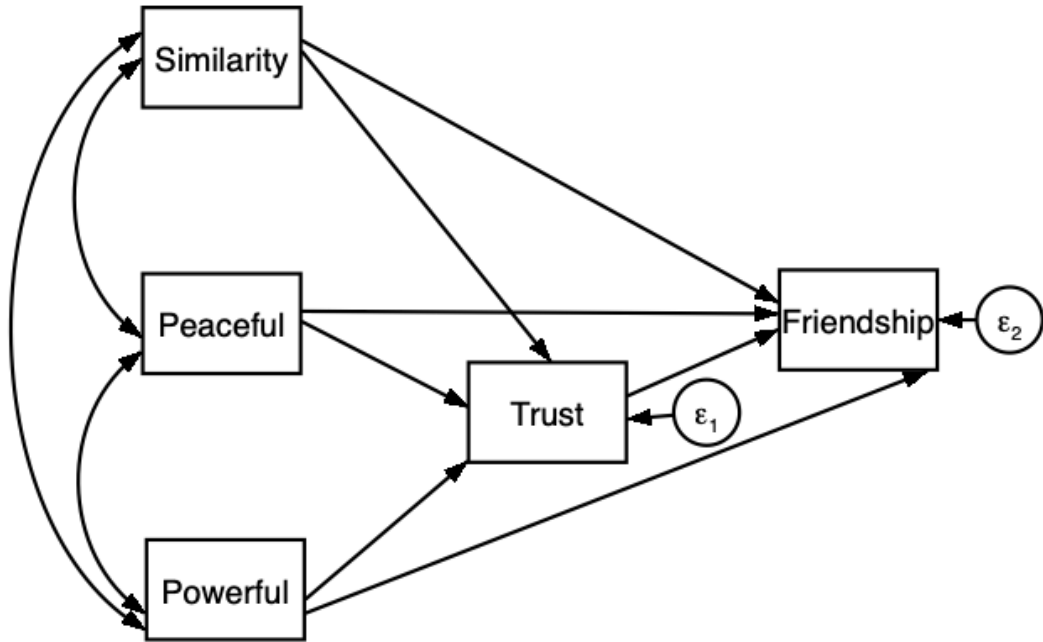 Similarity
Peaceful
Friendship
ε₂
Trust
ε₁
Powerful